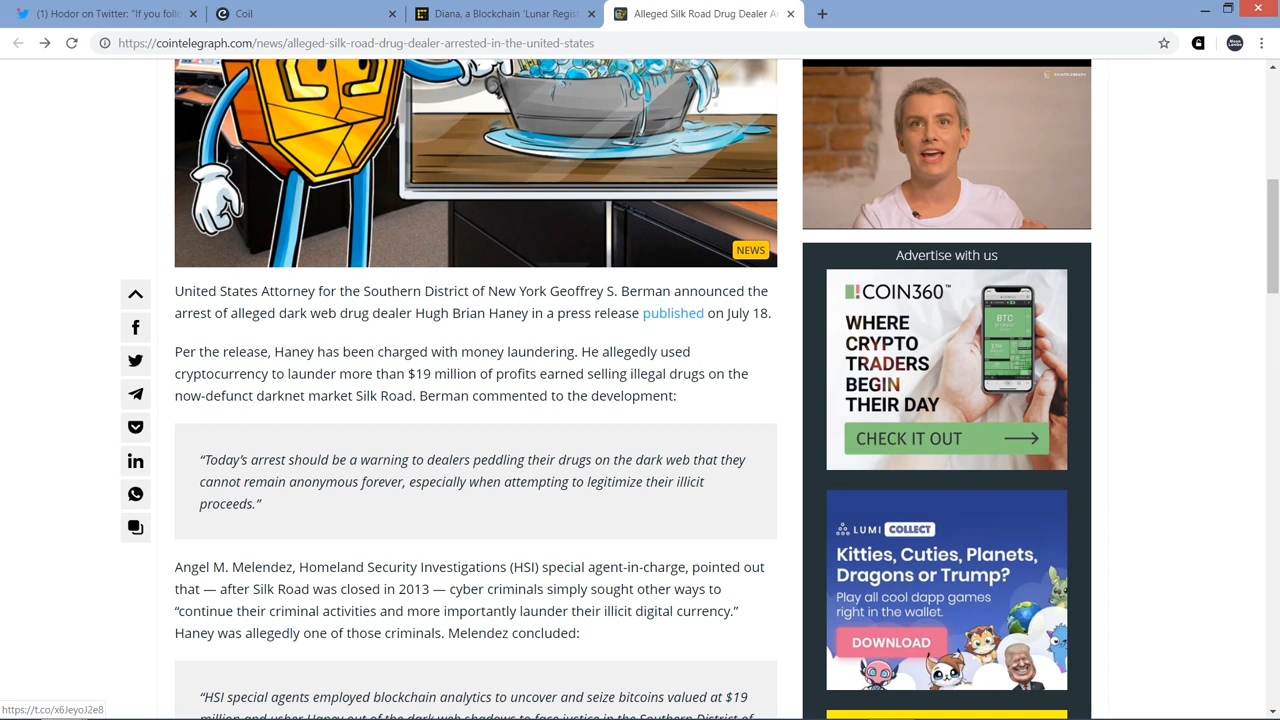 (1) Hodor on Twitter: "If you follo
Coil
Diana, a Blockchain 'Lunar Regist
Alleged Silk Road Drug Dealer Ar
https://cointelegraph.com/news/alleged-silk-road-drug-dealer-arrested-in-the-united-states
COINTELEGRAPH
NEWS
United States Attorney for the Southern District of New York Geoffrey S. Berman announced the
arrest of alleged dark web drug dealer Hugh Brian Haney in a press release published on July 18.
Per the release, Haney has been charged with money laundering. He allegedly used
cryptocurrency to launder more than $19 million of profits earned selling illegal drugs on the
now-defunct darknet market Silk Road. Berman commented to the development:
“Today’s arrest should be a warning to dealers peddling their drugs on the dark web that they
cannot remain anonymous forever, especially when attempting to legitimize their illicit
proceeds.”
Angel M. Melendez, Homeland Security Investigations (HSI) special agent-in-charge, pointed out
that — after Silk Road was closed in 2013 — cyber criminals simply sought other ways to
“continue their criminal activities and more importantly launder their illicit digital currency.”
Haney was allegedly one of those criminals. Melendez concluded:
“HSI special agents employed blockchain analytics to uncover and seize bitcoins valued at $19
million and usher Haney out of the dark web shadows to face justice in the Southern District of
Advertise with us
COIN360™
WHERE
CRYPTO
TRADERS
BEGIN
THEIR DAY
BTC
ETH
CHECK IT OUT
LUMI COLLECT
Kitties, Cuties, Planets,
Dragons or Trump?
Play all cool dapp games
right in the wallet.
DOWNLOAD
https://t.co/x6JeyoJ2e8